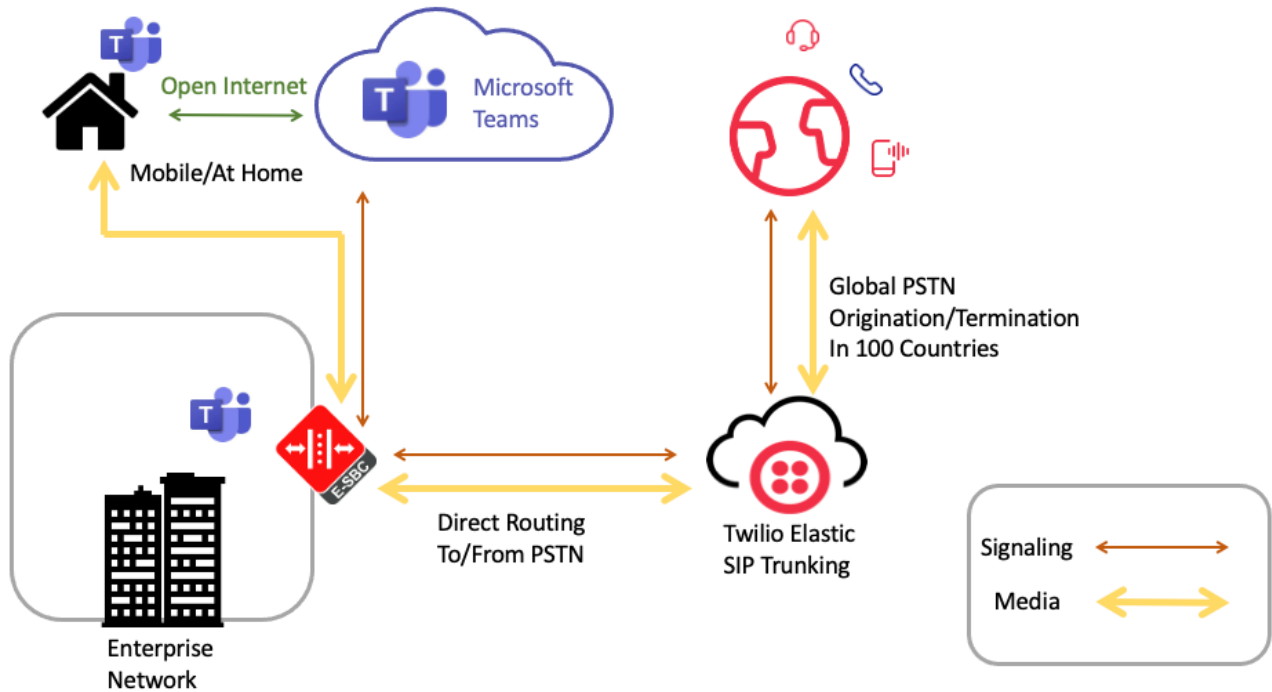 T
Open Internet
T
Microsoft
Teams
Mobile/At Home
Global PSTN
Origination/Termination
In 100 Countries
T
E-SBC
Direct Routing
To/From PSTN
Twilio Elastic
SIP Trunking
Signaling
Media
Enterprise
Network